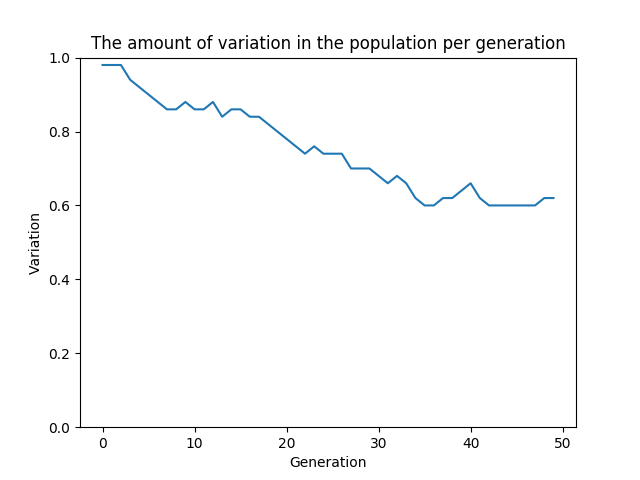 The amount of variation in the population per generation
1.0
0.8
0.6
0.4
0.2
0.0
Variation
0 10 20 30 40 50
Generation